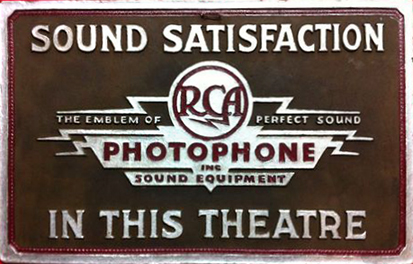 SOUND SATISFACTION
RCA
THE EMBLEM OF PERFECT SOUND
PHOTOPHONE
INC
SOUND EQUIPMENT
IN THIS THEATRE